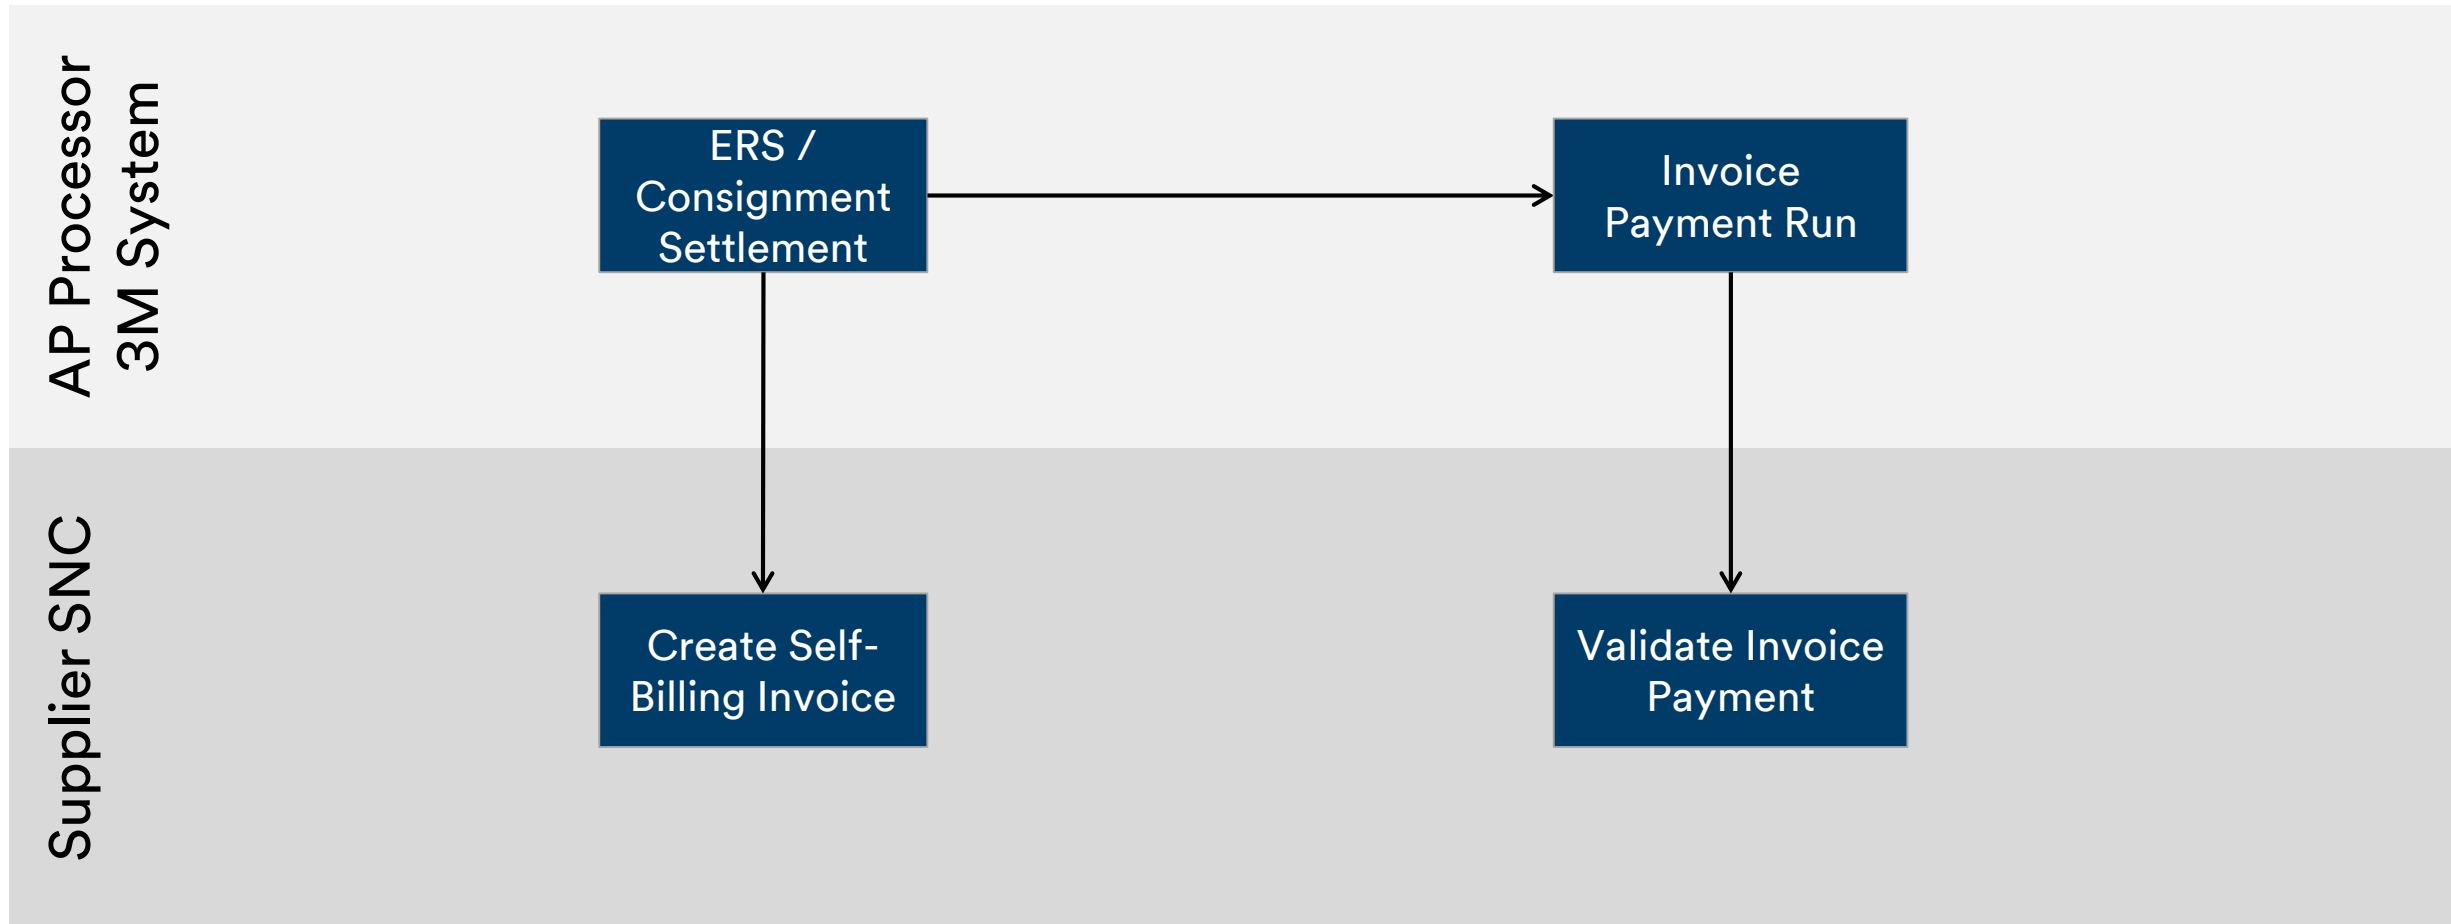 AP Processor
3M System
ERS /
Consignment
Settlement
Invoice
Payment Run
Supplier SNC
Create Self-
Billing Invoice
Validate Invoice
Payment